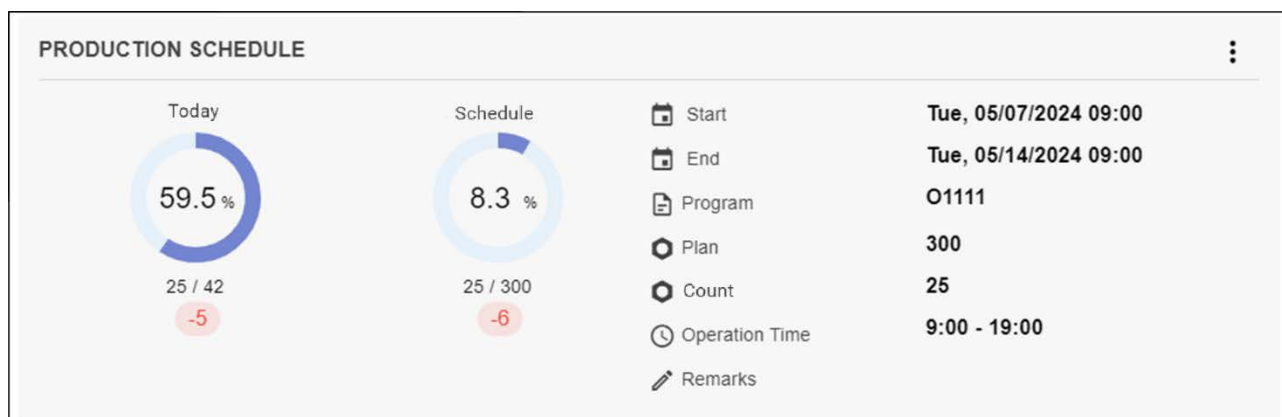 PRODUCTION SCHEDULE
Today
59.5 %
25 / 42
-5
Schedule
8.3 %
25 / 300
-6
Start Tue, 05/07/2024 09:00
End Tue, 05/14/2024 09:00
Program O1111
Plan 300
Count 25
Operation Time 9:00 - 19:00
Remarks